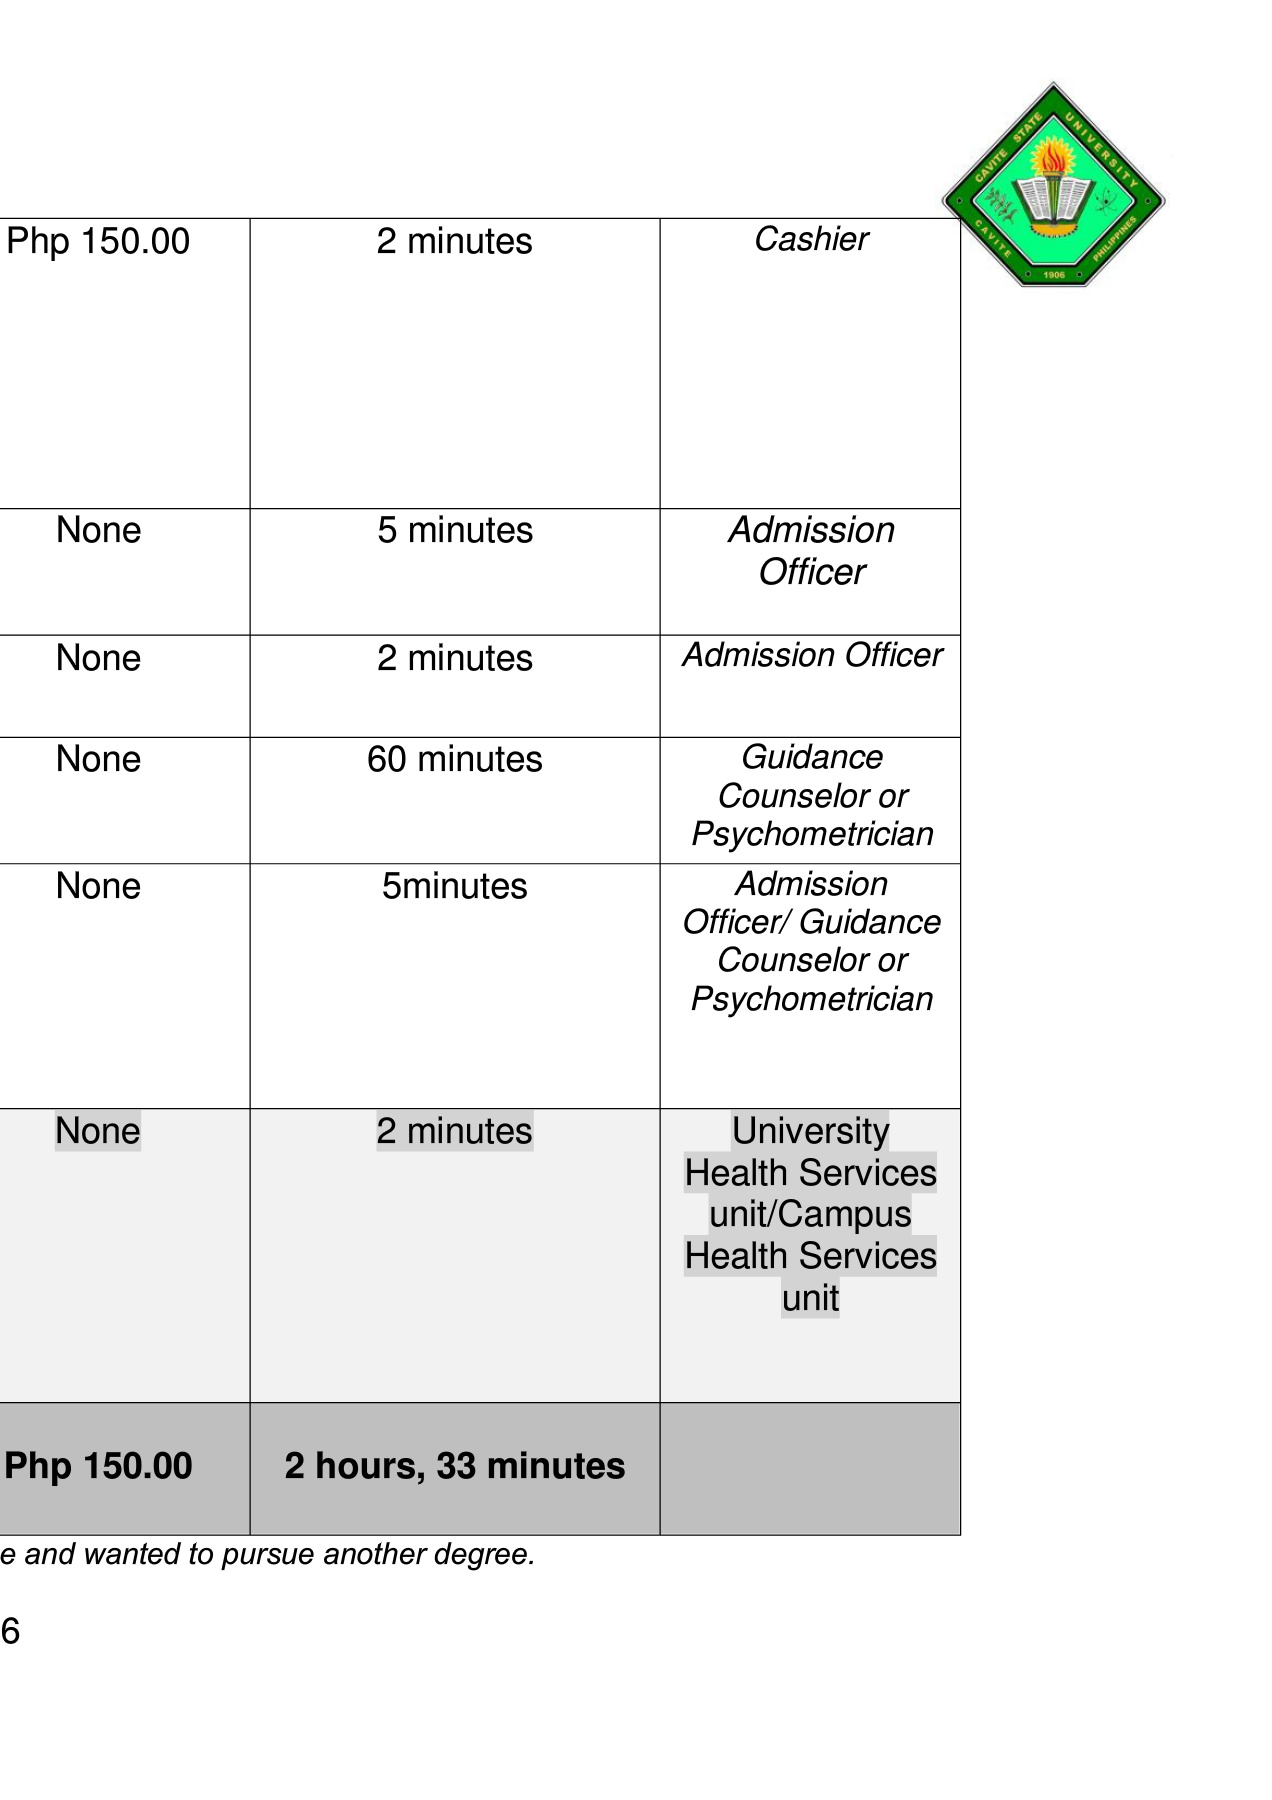 CAVITE STATE UNIVERSITY
CAVITE PHILIPPINES
1906
Php 150.00 2 minutes Cashier
None 5 minutes Admission
Officer
None 2 minutes Admission Officer
None 60 minutes Guidance
Counselor or
Psychometrician
None 5minutes Admission
Officer/ Guidance
Counselor or
Psychometrician
None 2 minutes University
Health Services
unit/Campus
Health Services
unit
Php 150.00 2 hours, 33 minutes
e and wanted to pursue another degree.
6